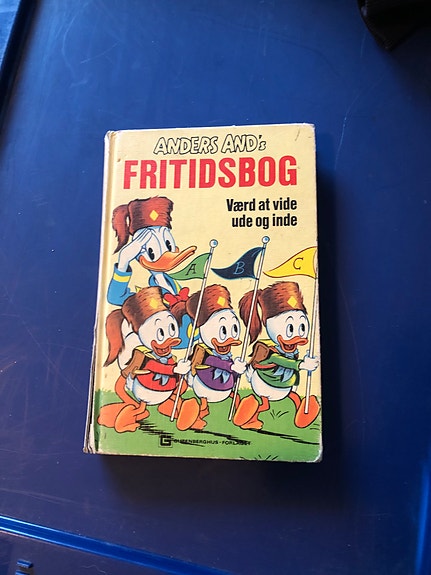 ANDERS AND's
FRITIDSBOG
Værd at vide
ude og inde
A B C
G GUTENBERGHUS - FORLAGET